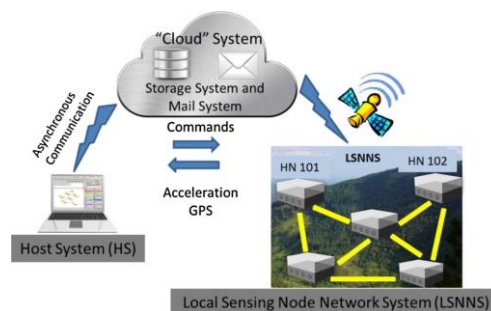 "Cloud" System
Storage System and
Mail System
Asynchronous
Communication
Commands
Acceleration
GPS
HN 101
LSNNS
HN 102
Host System (HS)
Local Sensing Node Network System (LSNNS)